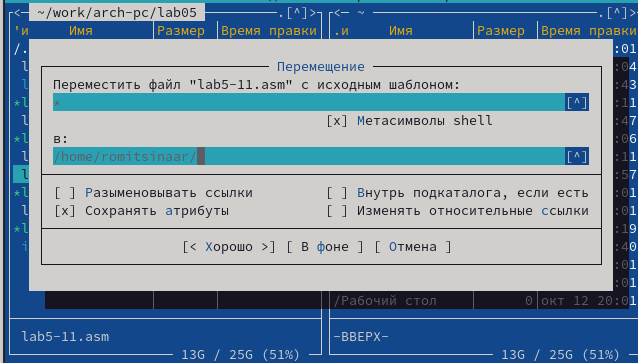 <─ ~/work/arch-pc/lab05 .[^]>
<─ ~ .[^]>
'и Имя Размер Время правки
.и Имя Размер Время правки
Перемещение
Переместить файл "lab5-11.asm" с исходным шаблоном:
* [^]
[x] Метасимволы shell
в:
/home/romitsinaar/ [^]
[ ] Разыменовывать ссылки [ ] Внутрь подкаталога, если есть
[x] Сохранять атрибуты [ ] Изменять относительные ссылки
[< Хорошо >] [ В фоне ] [ Отмена ]
/Рабочий стол 0 окт 12 20:01
lab5-11.asm
-ВВЕРХ-
13G / 25G (51%)
13G / 25G (51%)